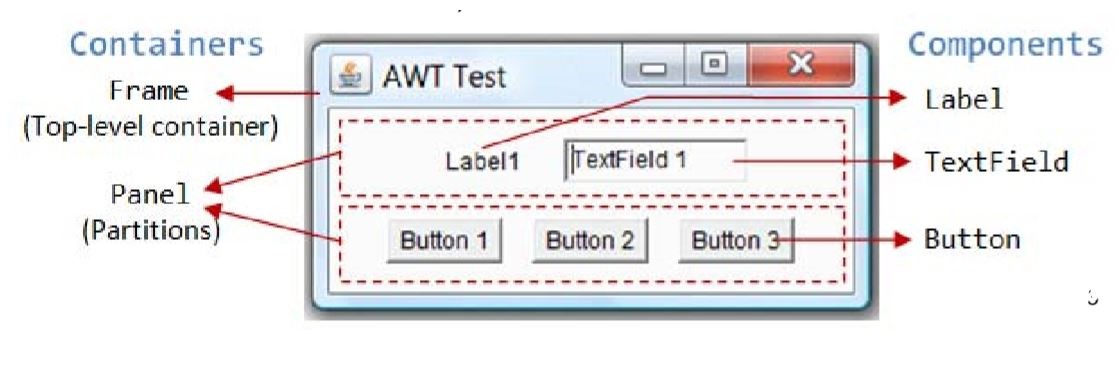 Containers
Components
Frame
(Top-level container)
Panel
(Partitions)
AWT Test
Label1
TextField 1
Button 1
Button 2
Button 3
Label
TextField
Button